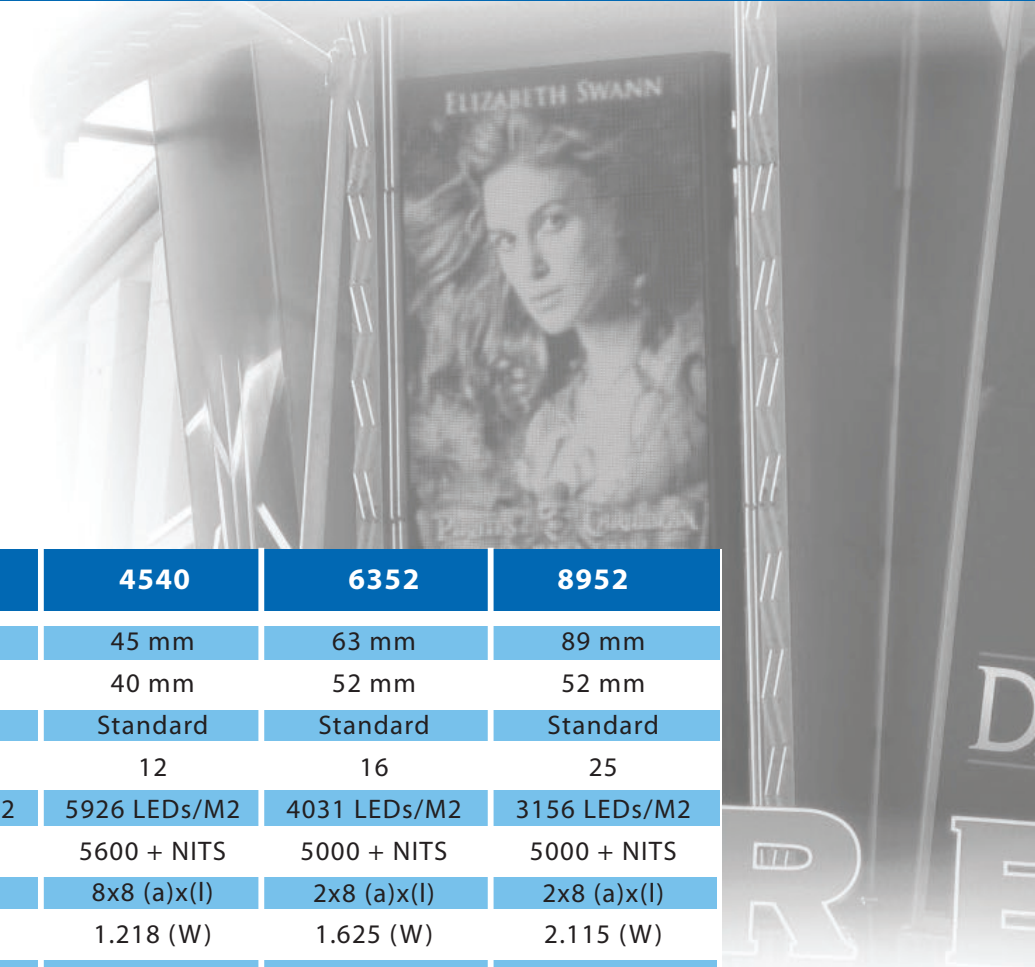 ELIZABETH SWANN
4540 6352 8952
45 mm 63 mm 89 mm
40 mm 52 mm 52 mm
Standard Standard Standard
12 16 25
2 5926 LEDs/M2 4031 LEDs/M2 3156 LEDs/M2
5600 + NITS 5000 + NITS 5000 + NITS
8x8 (a)x(l) 2x8 (a)x(l) 2x8 (a)x(l)
1.218 (W) 1.625 (W) 2.115 (W)
D
R E